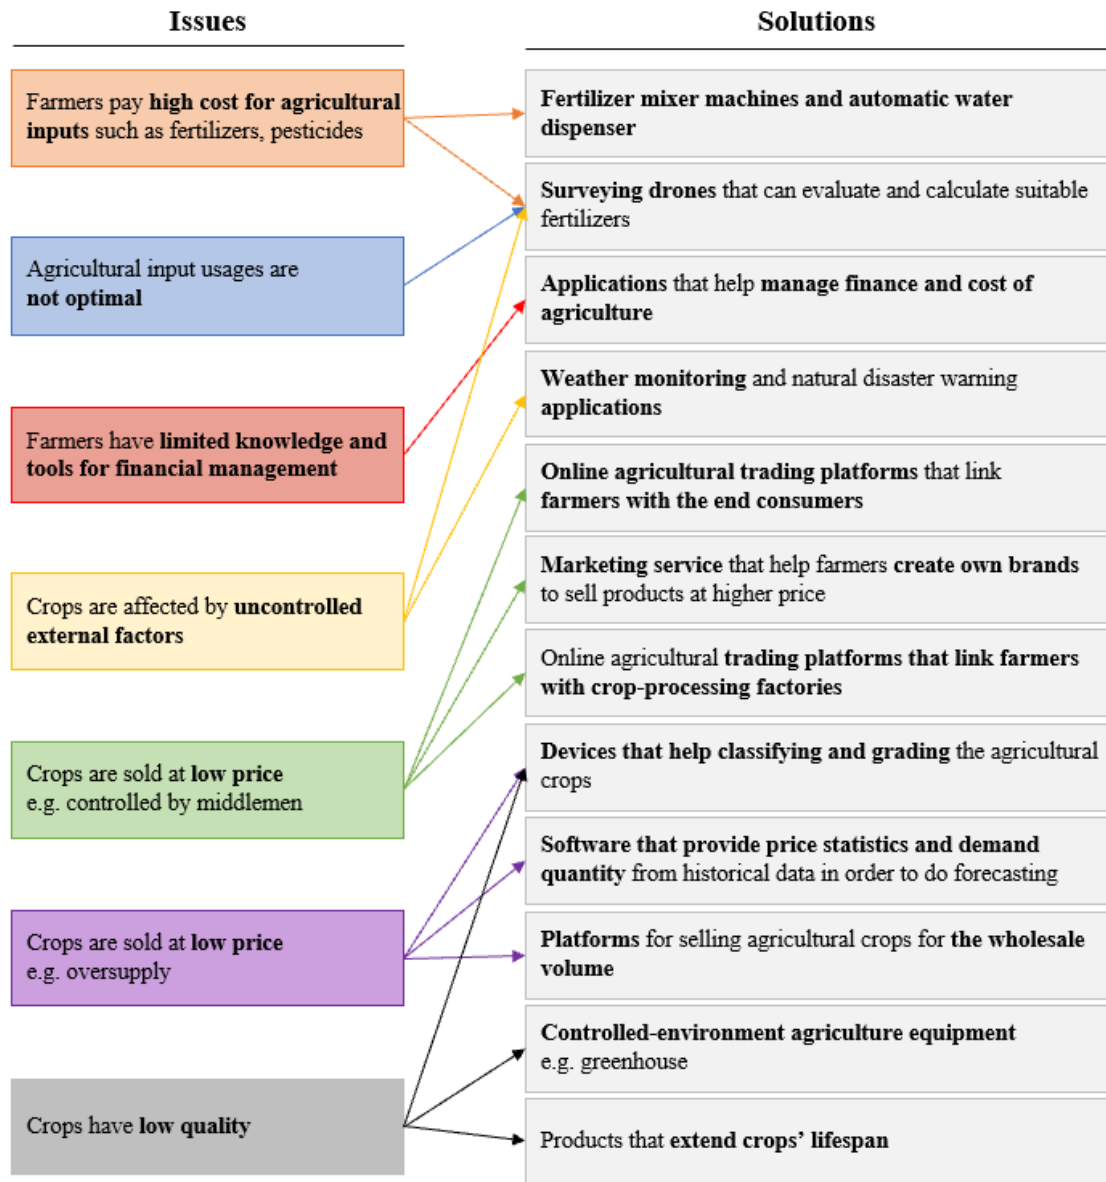 Issues
Solutions
Farmers pay high cost for agricultural
inputs such as fertilizers, pesticides
Agricultural input usages are
not optimal
Farmers have limited knowledge and
tools for financial management
Crops are affected by uncontrolled
external factors
Crops are sold at low price
e.g. controlled by middlemen
Crops are sold at low price
e.g. oversupply
Crops have low quality
Fertilizer mixer machines and automatic water
dispenser
Surveying drones that can evaluate and calculate suitable
fertilizers
Applications that help manage finance and cost of
agriculture
Weather monitoring and natural disaster warning
applications
Online agricultural trading platforms that link
farmers with the end consumers
Marketing service that help farmers create own brands
to sell products at higher price
Online agricultural trading platforms that link farmers
with crop-processing factories
Devices that help classifying and grading the agricultural
crops
Software that provide price statistics and demand
quantity from historical data in order to do forecasting
Platforms for selling agricultural crops for the wholesale
volume
Controlled-environment agriculture equipment
e.g. greenhouse
Products that extend crops’ lifespan